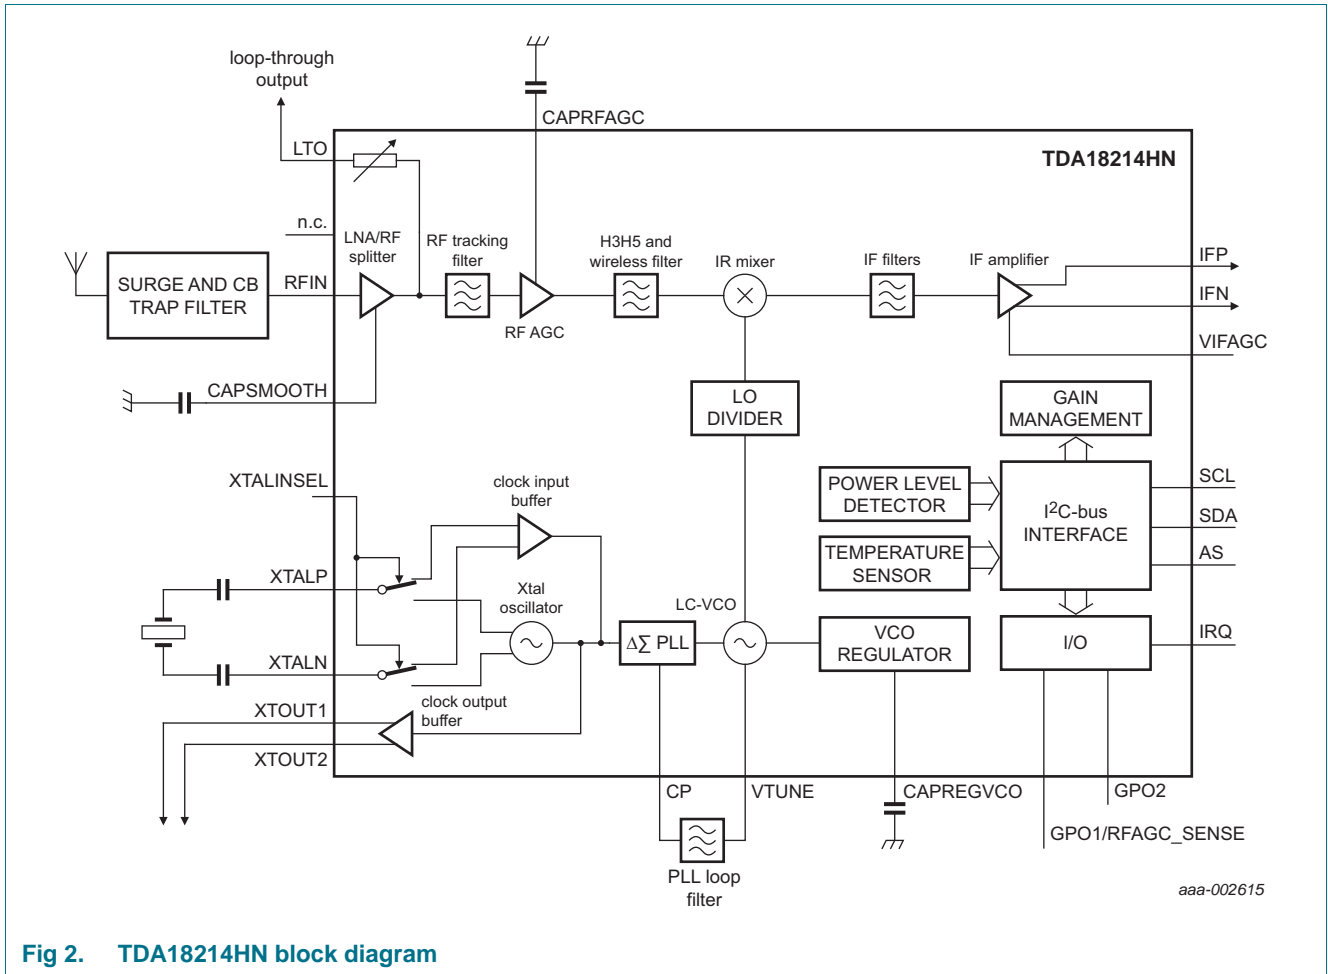 loop-through
output
CAPRFAGC
LTO
TDA18214HN
n.c.
LNA/RF
splitter
RF tracking
filter
H3H5 and
wireless filter
IR mixer
IF filters
IF amplifier
IFP
SURGE AND CB
TRAP FILTER
RFIN
IFN
RF AGC
VIFAGC
CAPSMOOTH
LO
DIVIDER
GAIN
MANAGEMENT
XTALINSEL
clock input
buffer
POWER LEVEL
DETECTOR
I2C-bus
INTERFACE
SCL
SDA
AS
TEMPERATURE
SENSOR
XTALP
Xtal
oscillator
LC-VCO
ΔΣ PLL
VCO
REGULATOR
I/O
IRQ
XTALN
clock output
buffer
XTOUT1
XTOUT2
CP
VTUNE
CAPREGVCO
GPO2
GPO1/RFAGC_SENSE
PLL loop
filter
aaa-002615
Fig 2. TDA18214HN block diagram